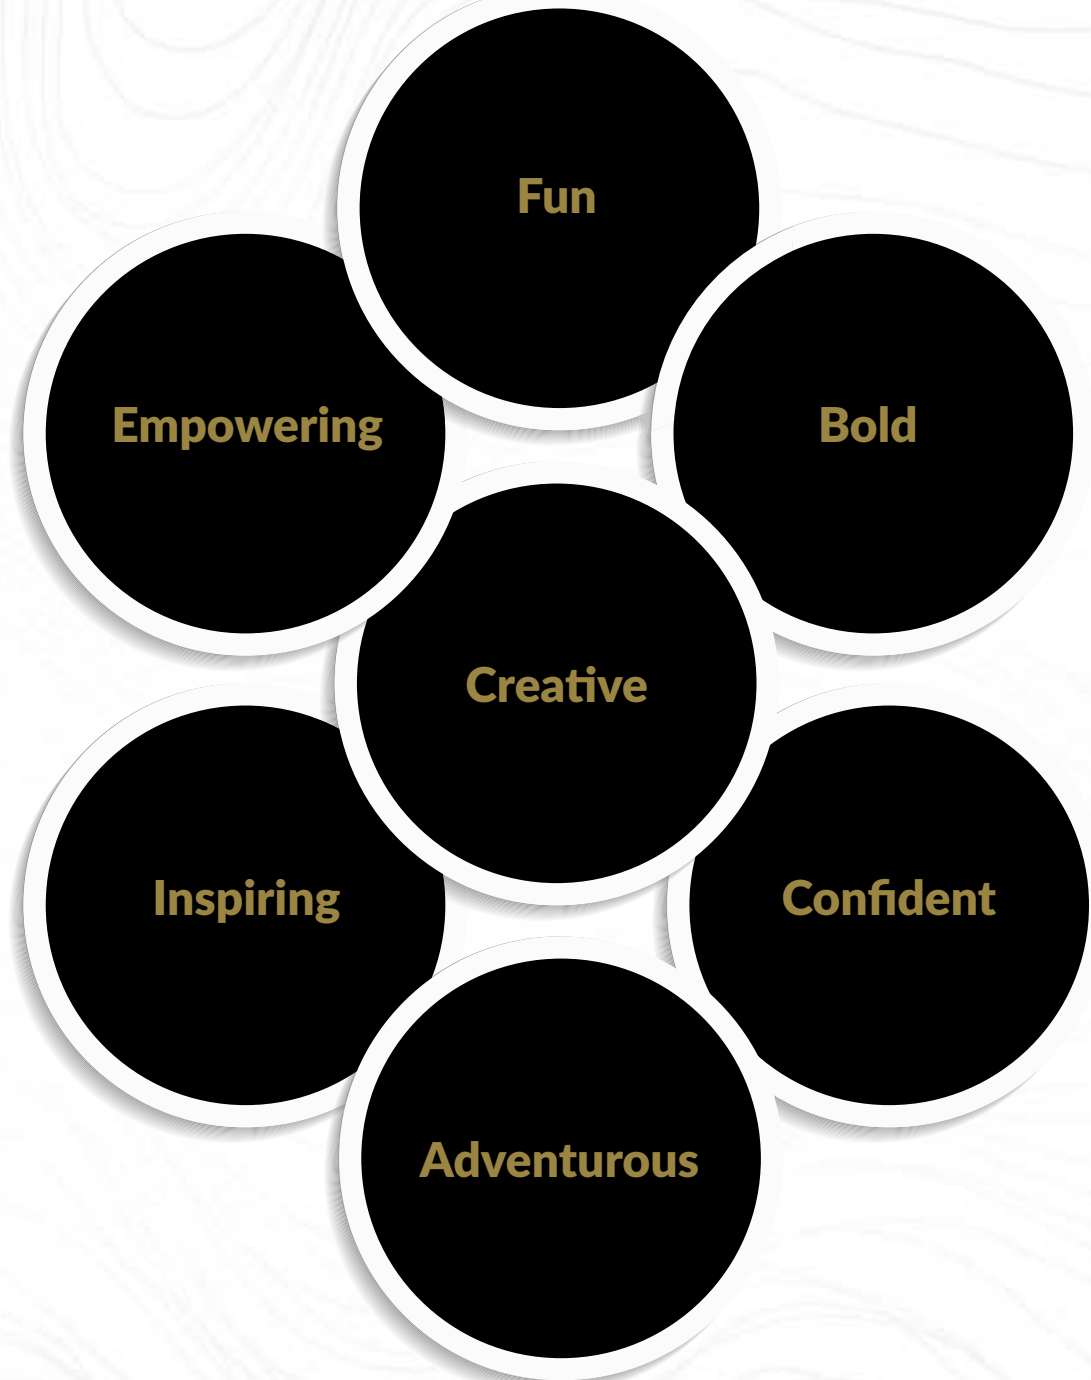 Fun
Empowering
Bold
Creative
Inspiring
Confident
Adventurous